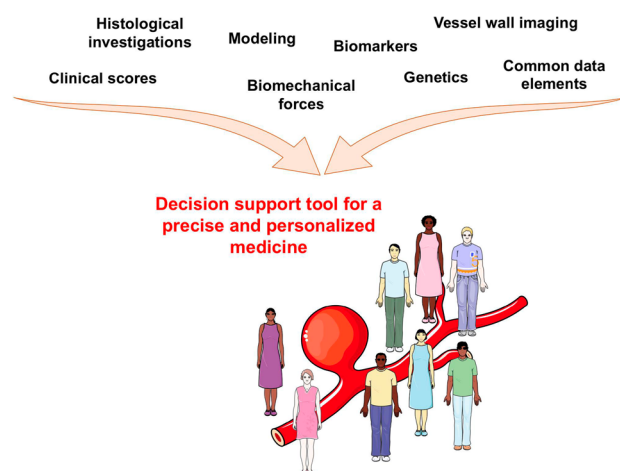 Histological
investigations
Modeling
Biomarkers
Vessel wall imaging
Clinical scores
Biomechanical
forces
Genetics
Common data
elements
Decision support tool for a
precise and personalized
medicine